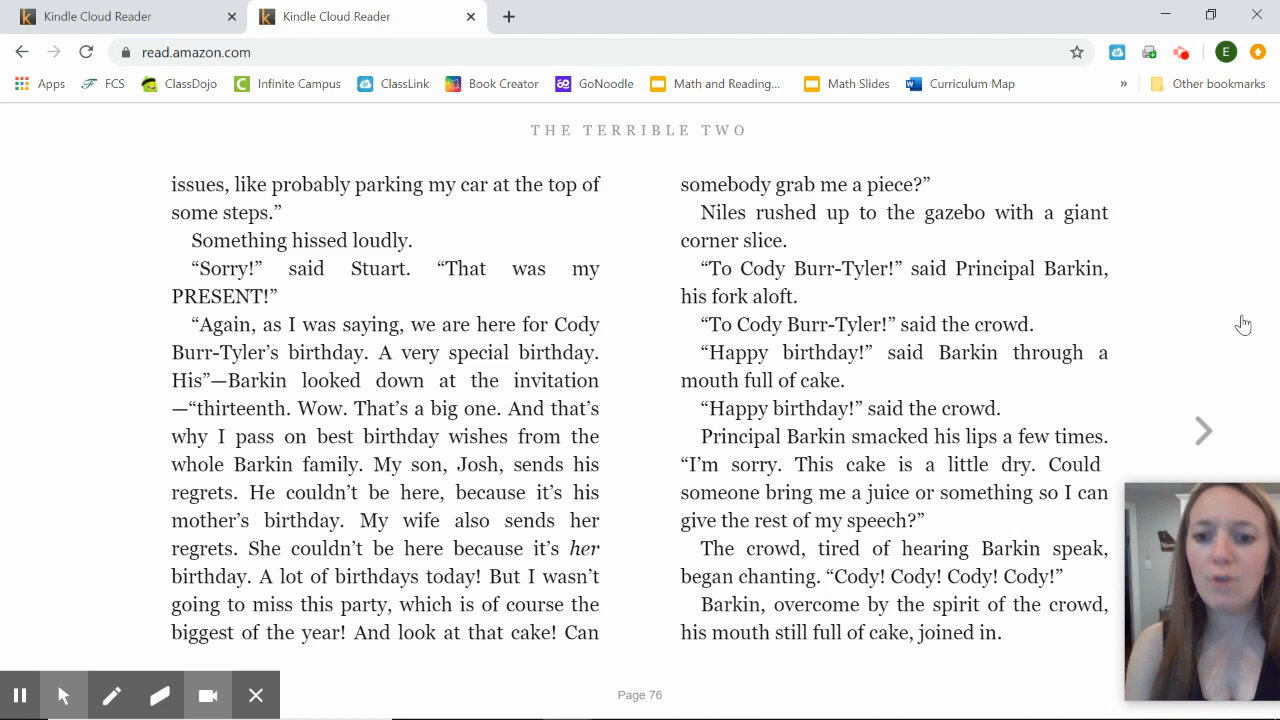 Kindle Cloud Reader
Kindle Cloud Reader
read.amazon.com
E
Apps
FCS
ClassDojo
Infinite Campus
ClassLink
Book Creator
GoNoodle
Math and Reading...
Math Slides
Curriculum Map
»
Other bookmarks
THE TERRIBLE TWO
issues, like probably parking my car at the top of
some steps.”
Something hissed loudly.
“Sorry!” said Stuart. “That was my
PRESENT!”
“Again, as I was saying, we are here for Cody
Burr-Tyler’s birthday. A very special birthday.
His”—Barkin looked down at the invitation
—“thirteenth. Wow. That’s a big one. And that’s
why I pass on best birthday wishes from the
whole Barkin family. My son, Josh, sends his
regrets. He couldn’t be here, because it’s his
mother’s birthday. My wife also sends her
regrets. She couldn’t be here because it’s her
birthday. A lot of birthdays today! But I wasn’t
going to miss this party, which is of course the
biggest of the year! And look at that cake! Can
somebody grab me a piece?”
Niles rushed up to the gazebo with a giant
corner slice.
“To Cody Burr-Tyler!” said Principal Barkin,
his fork aloft.
“To Cody Burr-Tyler!” said the crowd.
“Happy birthday!” said Barkin through a
mouth full of cake.
“Happy birthday!” said the crowd.
Principal Barkin smacked his lips a few times.
“I’m sorry. This cake is a little dry. Could
someone bring me a juice or something so I can
give the rest of my speech?”
The crowd, tired of hearing Barkin speak,
began chanting. “Cody! Cody! Cody! Cody!”
Barkin, overcome by the spirit of the crowd,
his mouth still full of cake, joined in.
Page 76